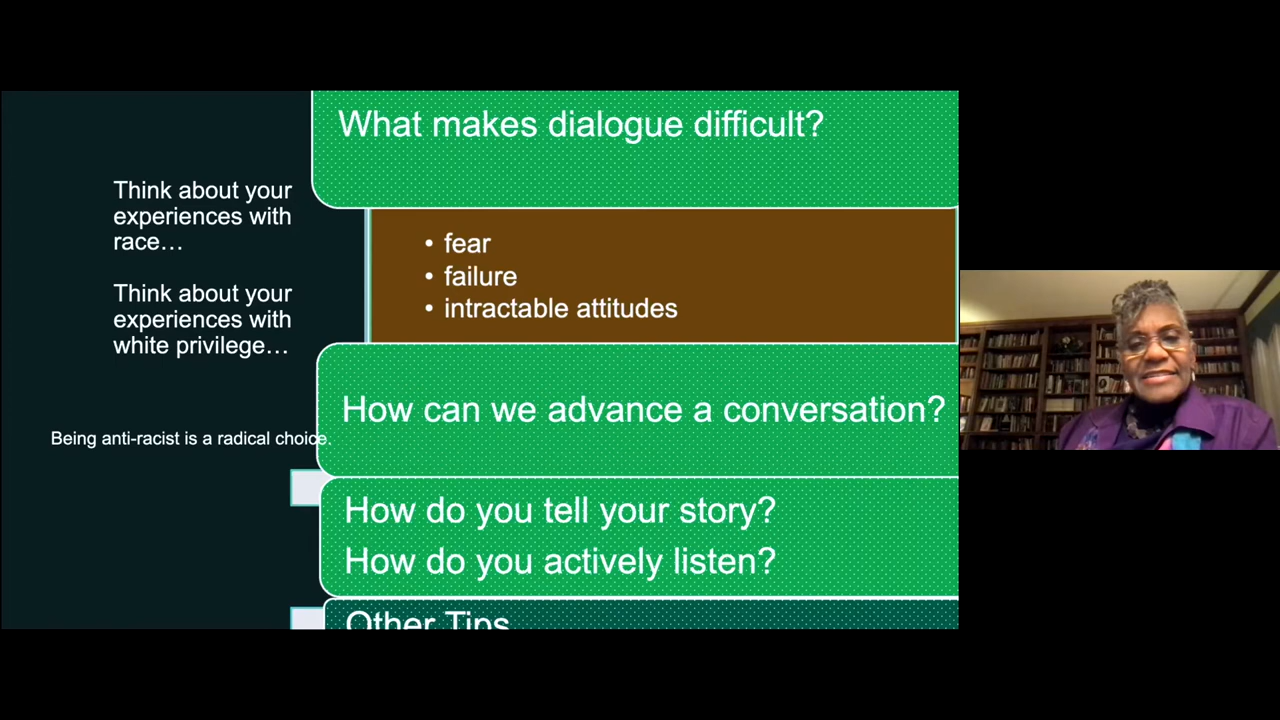 Think about your
experiences with
race…
Think about your
experiences with
white privilege…
Being anti-racist is a radical choice.
What makes dialogue difficult?
• fear
• failure
• intractable attitudes
How can we advance a conversation?
How do you tell your story?
How do you actively listen?
Other Tips